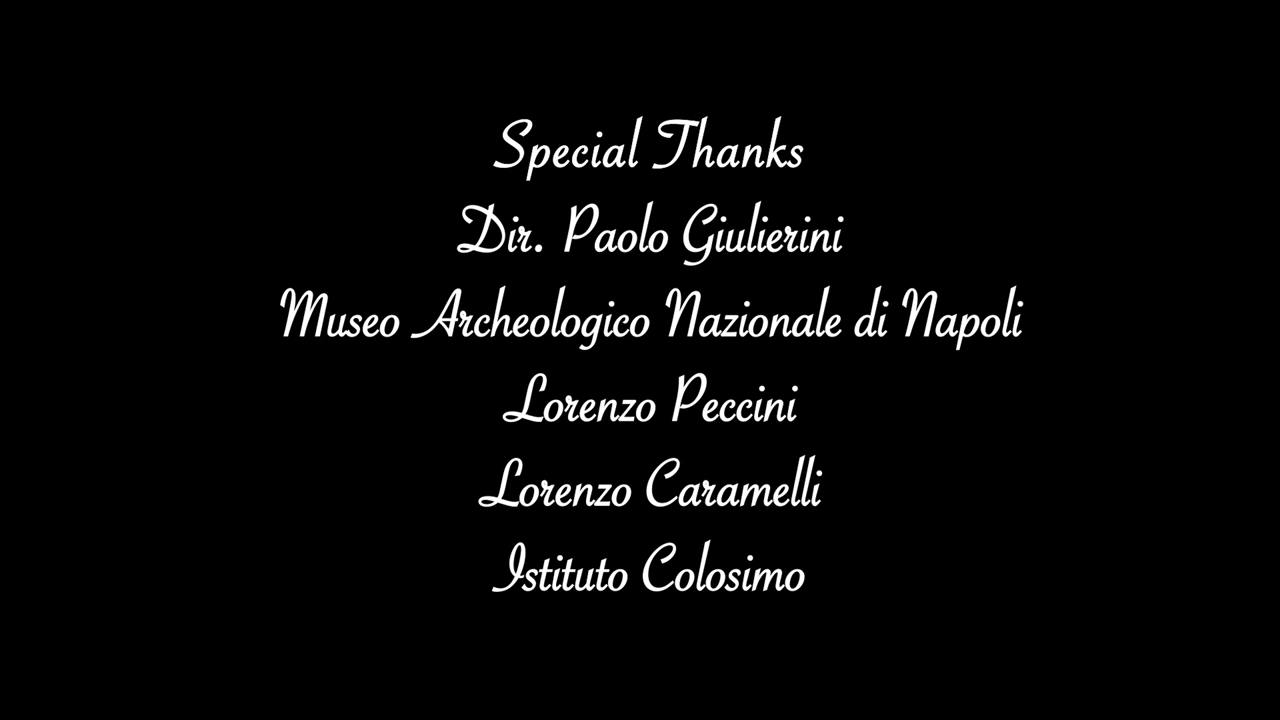 Special Thanks
Dir. Paolo Giulierini
Museo Archeologico Nazionale di Napoli
Lorenzo Peccini
Lorenzo Caramelli
Istituto Colosimo